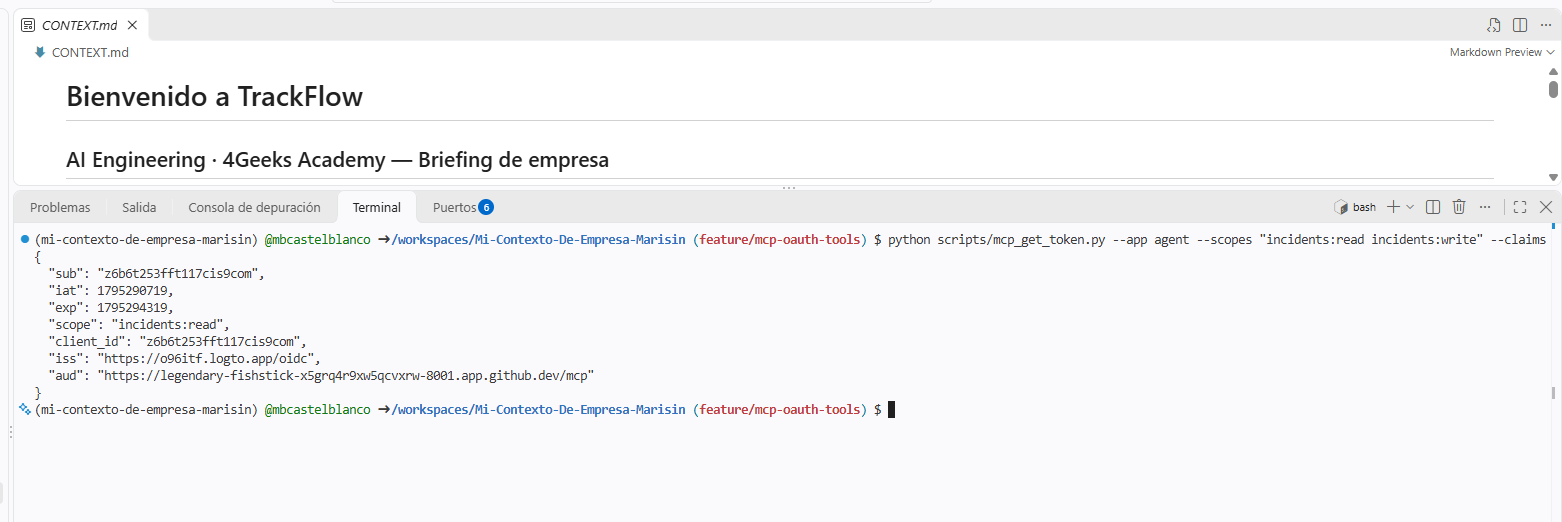 CONTEXT.md
CONTEXT.md
Markdown Preview
Bienvenido a TrackFlow
AI Engineering · 4Geeks Academy — Briefing de empresa
Problemas Salida Consola de depuración Terminal Puertos 6
bash
(mi-contexto-de-empresa-marisin) @mbcastelblanco →/workspaces/Mi-Contexto-De-Empresa-Marisin (feature/mcp-oauth-tools) $ python scripts/mcp_get_token.py --app agent --scopes "incidents:read incidents:write" --claims
{
"sub": "z6b6t253fft117cis9com",
"iat": 1795290719,
"exp": 1795294319,
"scope": "incidents:read",
"client_id": "z6b6t253fft117cis9com",
"iss": "https://o96itf.logto.app/oidc",
"aud": "https://legendary-fishstick-x5grq4r9xw5qcvxrw-8001.app.github.dev/mcp"
}
(mi-contexto-de-empresa-marisin) @mbcastelblanco →/workspaces/Mi-Contexto-De-Empresa-Marisin (feature/mcp-oauth-tools) $